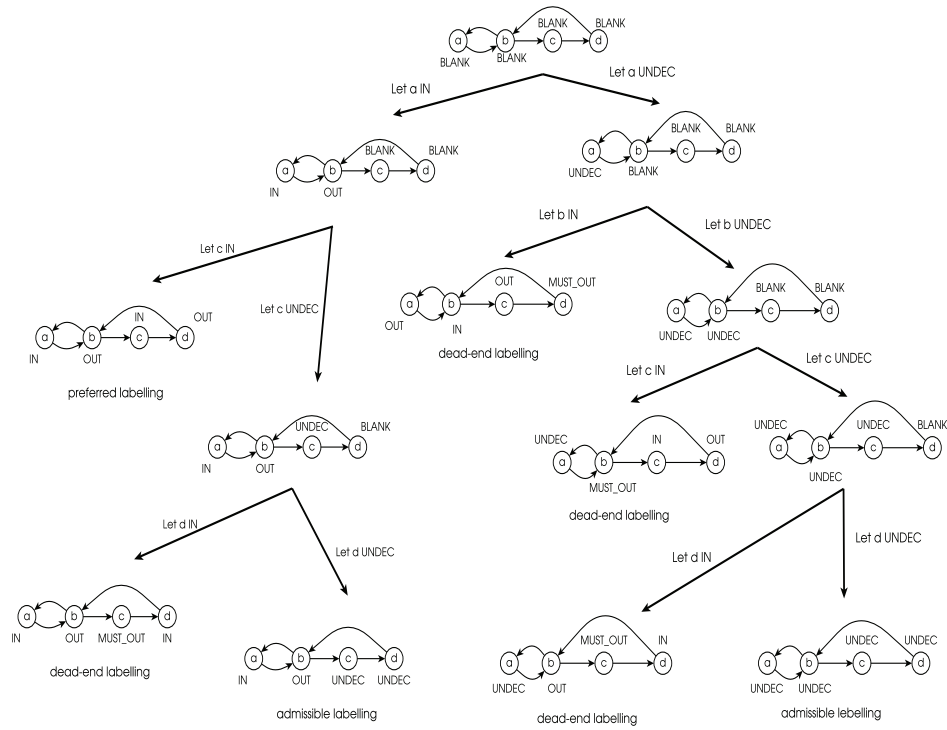 BLANK BLANK
a b c d
BLANK BLANK
Let a IN Let a UNDEC
BLANK BLANK
a b c d
UNDEC BLANK
BLANK BLANK
a b c d
IN OUT
Let b IN Let b UNDEC
Let c IN
Let c UNDEC
OUT MUST_OUT
a b c d
OUT IN
dead-end labelling
BLANK BLANK
a b c d
UNDEC UNDEC
IN OUT
a b c d
IN OUT
preferred labelling
Let c IN Let c UNDEC
UNDEC BLANK
a b c d
IN OUT
UNDEC IN OUT
a b c d
MUST_OUT
dead-end labelling
UNDEC UNDEC BLANK
a b c d
UNDEC
Let d IN
Let d UNDEC
Let d IN
Let d UNDEC
a b c d
IN OUT MUST_OUT IN
dead-end labelling
a b c d
IN OUT UNDEC UNDEC
admissible labelling
MUST_OUT IN
a b c d
UNDEC OUT
dead-end labelling
UNDEC UNDEC
a b c d
UNDEC UNDEC
admissible lebelling